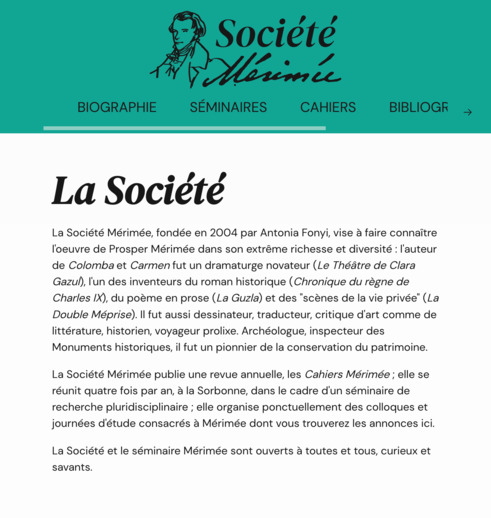 Société
Mérimée
BIOGRAPHIE SÉMINAIRES CAHIERS BIBLIOGR →
La Société
La Société Mérimée, fondée en 2004 par Antonia Fonyi, vise à faire connaître
l'oeuvre de Prosper Mérimée dans son extrême richesse et diversité : l'auteur
de Colomba et Carmen fut un dramaturge novateur (Le Théâtre de Clara
Gazul), l'un des inventeurs du roman historique (Chronique du règne de
Charles IX), du poème en prose (La Guzla) et des "scènes de la vie privée" (La
Double Méprise). Il fut aussi dessinateur, traducteur, critique d'art comme de
littérature, historien, voyageur prolixe. Archéologue, inspecteur des
Monuments historiques, il fut un pionnier de la conservation du patrimoine.
La Société Mérimée publie une revue annuelle, les Cahiers Mérimée ; elle se
réunit quatre fois par an, à la Sorbonne, dans le cadre d'un séminaire de
recherche pluridisciplinaire ; elle organise ponctuellement des colloques et
journées d'étude consacrés à Mérimée dont vous trouverez les annonces ici.
La Société et le séminaire Mérimée sont ouverts à toutes et tous, curieux et
savants.